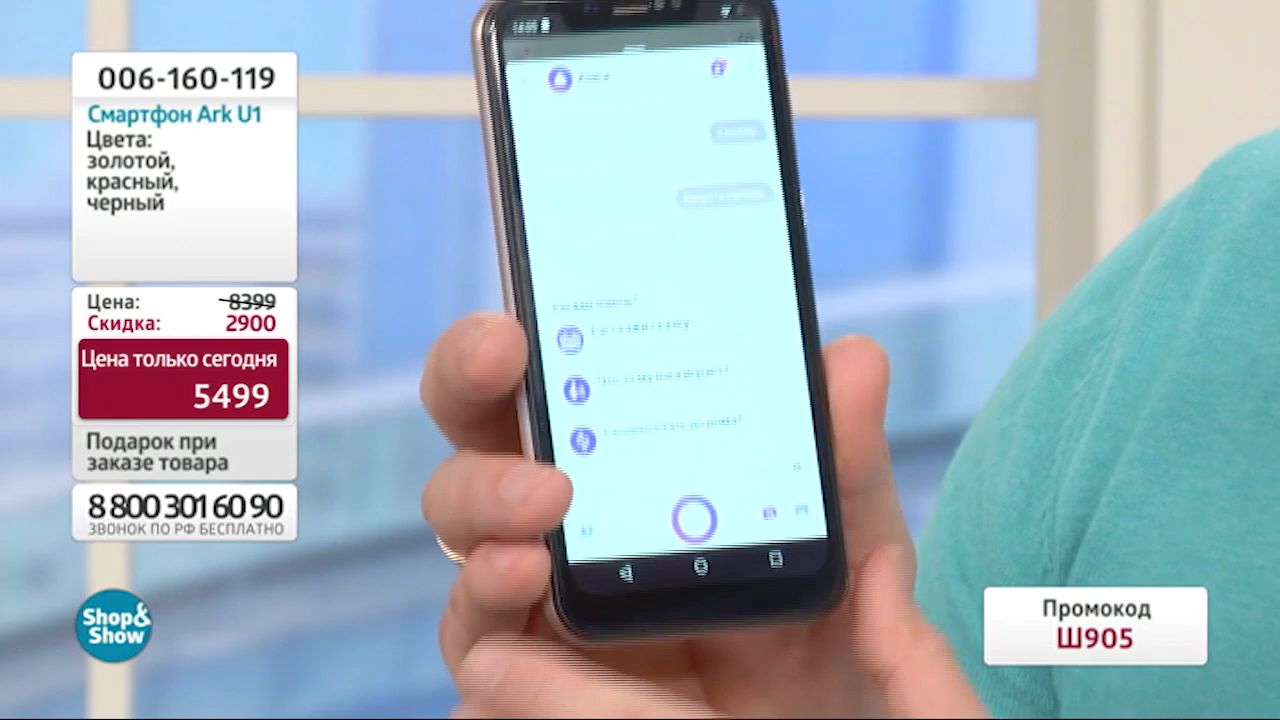 006-160-119
Смартфон Ark U1
Цвета:
золотой,
красный,
черный
Цена: 8399
Скидка: 2900
Цена только сегодня
5499
Подарок при
заказе товара
8 800 301 60 90
ЗВОНОК ПО РФ БЕСПЛАТНО
Shop&
Show
Промокод
Ш905